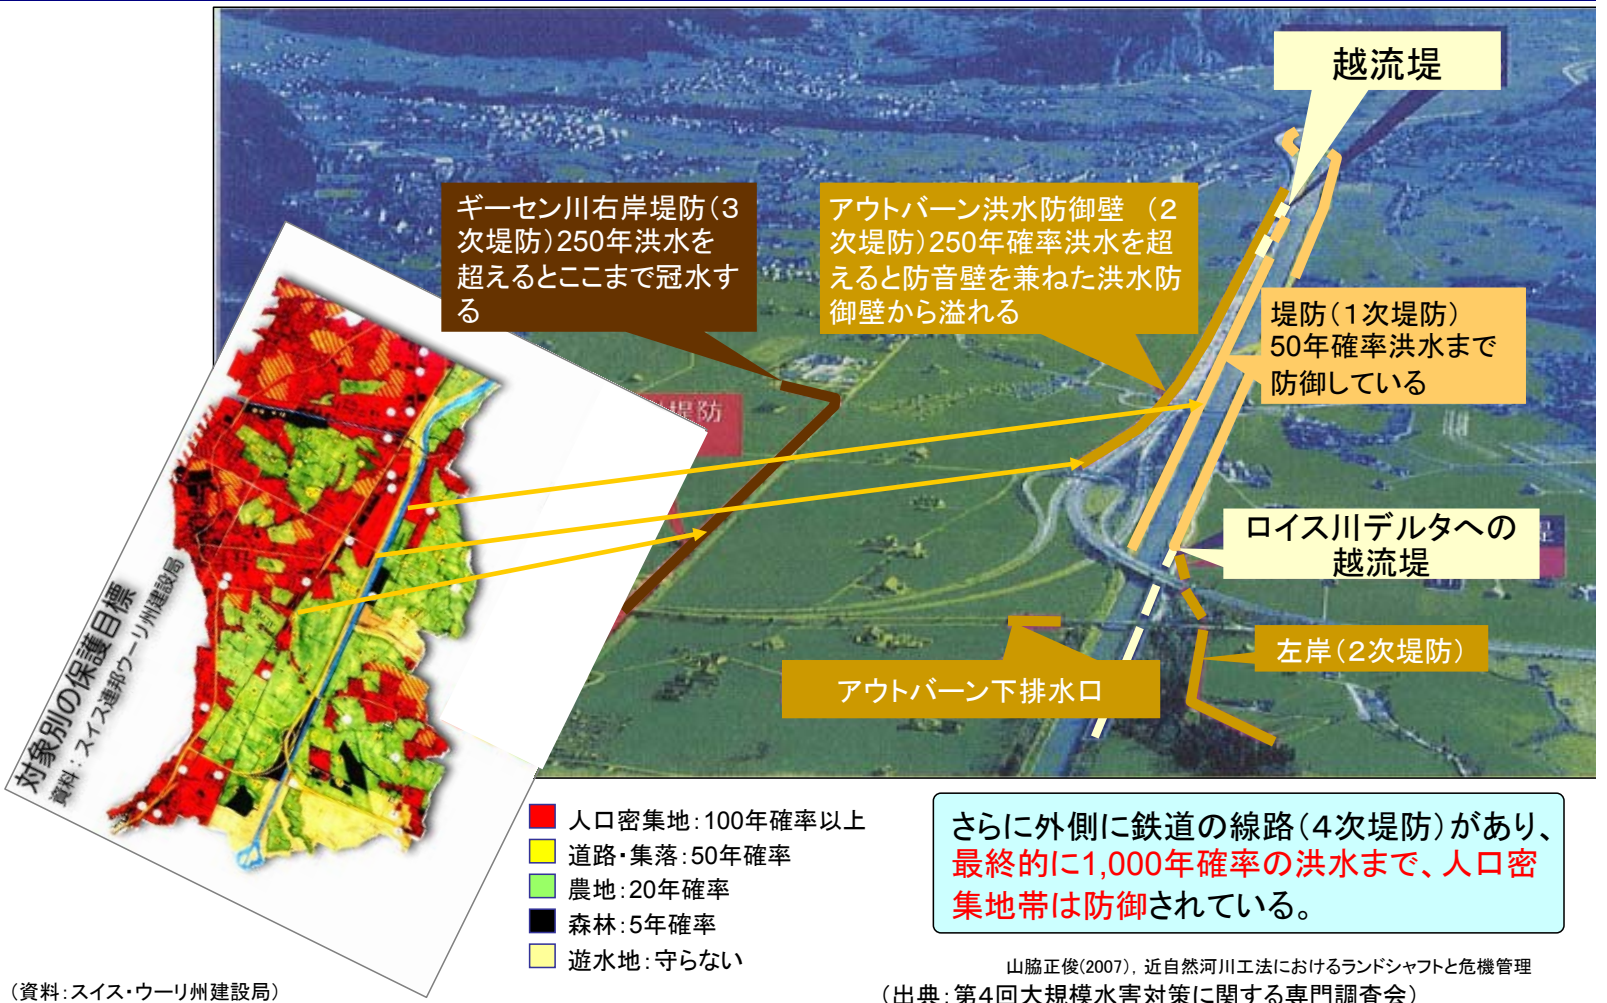 越流堤
ギーセン川右岸堤防(3
次堤防)250年洪水を
超えるとここまで冠水す
る
アウトバーン洪水防御壁 (2
次堤防)250年確率洪水を超
えると防音壁を兼ねた洪水防
御壁から溢れる
堤防(1次堤防)
50年確率洪水まで
防御している
堤防
ロイス川デルタへの
越流堤
左岸(2次堤防)
アウトバーン下排水口
対象別の保護目標
資料:スイス連邦ウーリ州建設局
人口密集地:100年確率以上
道路・集落:50年確率
農地:20年確率
森林:5年確率
遊水地:守らない
さらに外側に鉄道の線路(4次堤防)があり、
最終的に1,000年確率の洪水まで、人口密
集地帯は防御されている。
山脇正俊(2007), 近自然河川工法におけるランドシャフトと危機管理
(資料:スイス・ウーリ州建設局)
(出典:第4回大規模水害対策に関する専門調査会)